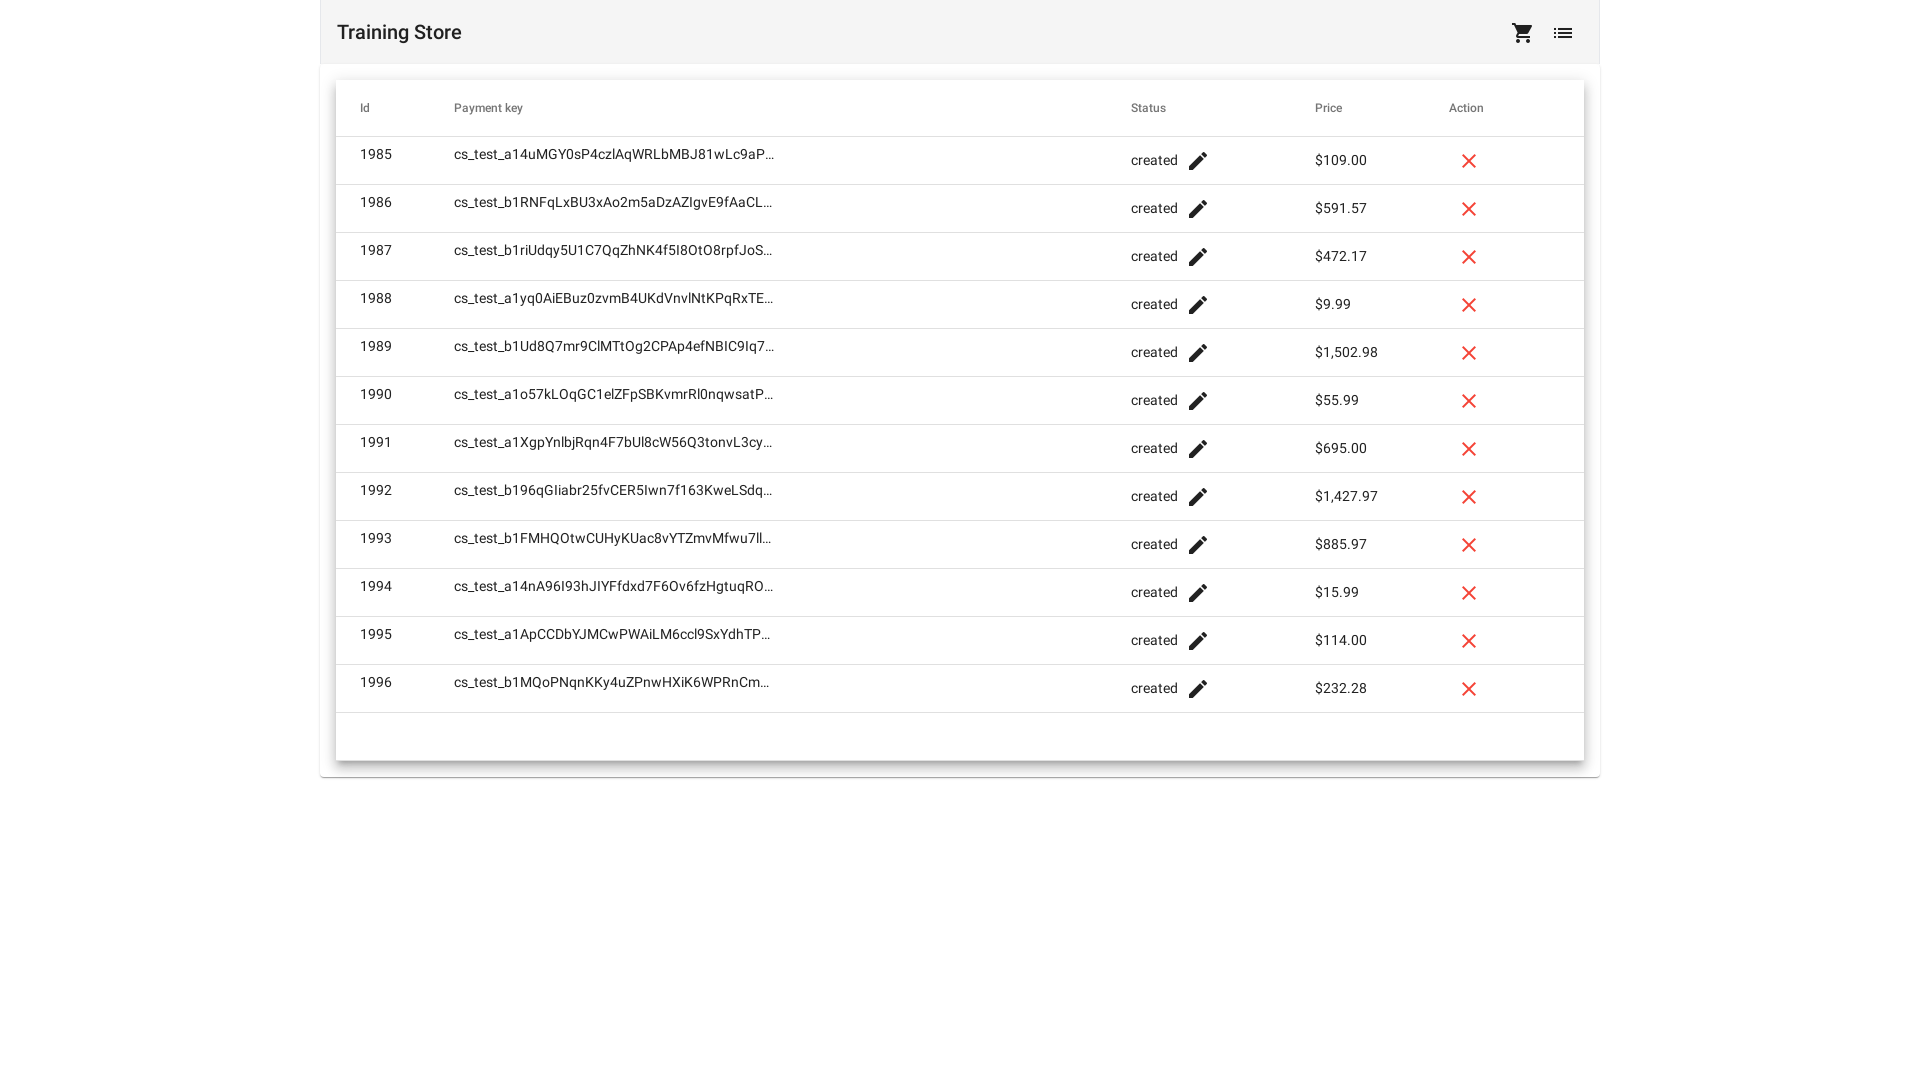 Training Store
Id Payment key Status Price Action
1985 cs_test_a14uMGY0sP4czlAqWRLbMBJ81wLc9aP... created $109.00
1986 cs_test_b1RNFqLxBU3xAo2m5aDzAZIgvE9fAaCL... created $591.57
1987 cs_test_b1riUdqy5U1C7QqZhNK4f5I8OtO8rpfJoS... created $472.17
1988 cs_test_a1yq0AiEBuz0zvmB4UKdVnvlNtKPqRxTE... created $9.99
1989 cs_test_b1Ud8Q7mr9ClMTtOg2CPAp4efNBIC9Iq7... created $1,502.98
1990 cs_test_a1o57kLOqGC1elZFpSBKvmrRl0nqwsatP... created $55.99
1991 cs_test_a1XgpYnlbjRqn4F7bUl8cW56Q3tonvL3cy... created $695.00
1992 cs_test_b196qGIiabr25fvCER5Iwn7f163KweLSdq... created $1,427.97
1993 cs_test_b1FMHQOtwCUHyKUac8vYTZmvMfwu7ll... created $885.97
1994 cs_test_a14nA96I93hJIYFfdxd7F6Ov6fzHgtuqRO... created $15.99
1995 cs_test_a1ApCCDbYJMCwPWAiLM6ccl9SxYdhTP... created $114.00
1996 cs_test_b1MQoPNqnKKy4uZPnwHXiK6WPRnCm... created $232.28